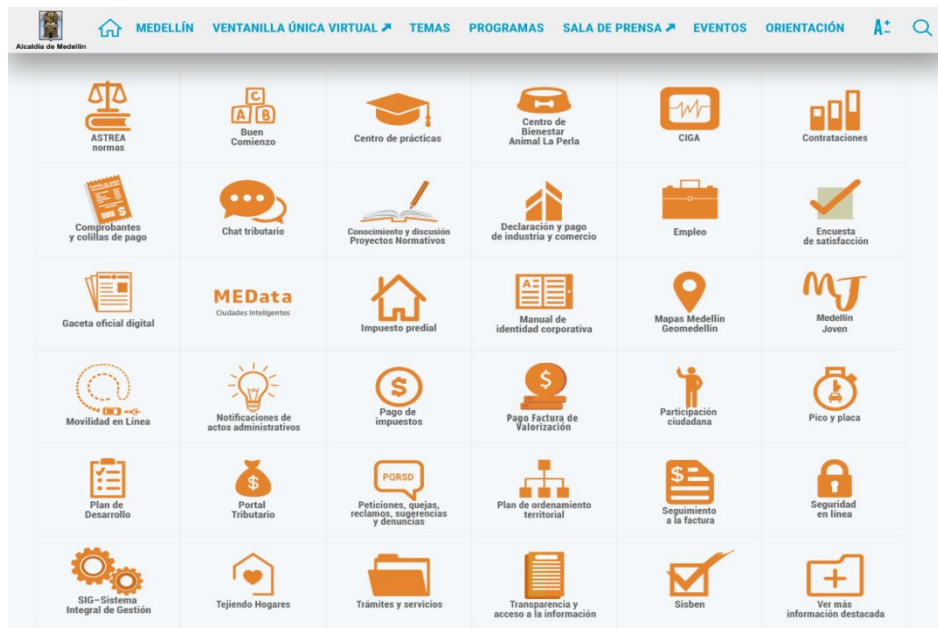 Alcaldía de Medellín
MEDELLÍN VENTANILLA ÚNICA VIRTUAL TEMAS PROGRAMAS SALA DE PRENSA EVENTOS ORIENTACIÓN A+-
ASTREA
normas
C
A B
Buen
Comienzo
Centro de prácticas
Centro de
Bienestar
Animal La Perla
CIGA
Contrataciones
$
Comprobantes
y colillas de pago
Chat tributario
Conocimiento y discusión
Proyectos Normativos
Declaración y pago
de industria y comercio
Empleo
Encuesta
de satisfacción
Gaceta oficial digital
MEData
Ciudades Inteligentes
Impuesto predial
Manual de
identidad corporativa
Mapas Medellín
Geomedellín
MJ
Medellín
Joven
Movilidad en Línea
Notificaciones de
actos administrativos
$
Pago de
impuestos
$
Pago Factura de
Valorización
Participación
ciudadana
Pico y placa
Plan de
Desarrollo
$
Portal
Tributario
PQRSD
Peticiones, quejas,
reclamos, sugerencias
y denuncias
Plan de ordenamiento
territorial
$
Seguimiento
a la factura
Seguridad
en línea
SIG-Sistema
Integral de Gestión
Tejiendo Hogares
Trámites y servicios
Transparencia y
acceso a la información
Sisben
Ver más
información destacada